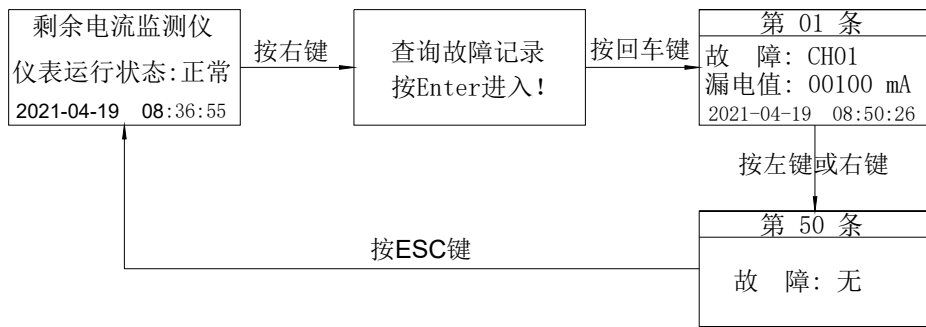 剩余电流监测仪
仪表运行状态:正常
2021-04-19 08:36:55
按右键
查询故障记录
按Enter进入!
按回车键
第 01 条
故 障: CH01
漏电值: 00100 mA
2021-04-19 08:50:26
按左键或右键
第 50 条
故 障: 无
按ESC键